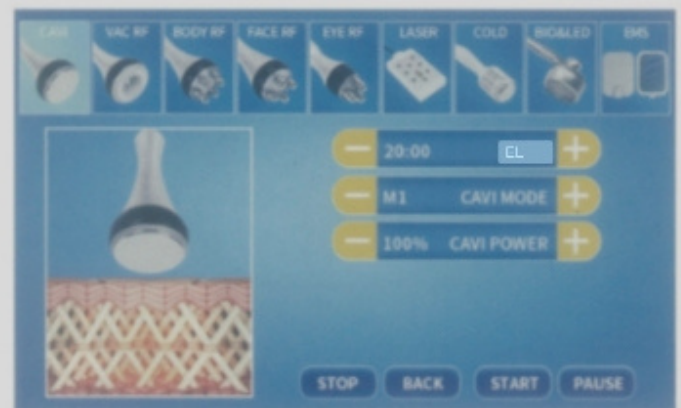 CAVI
VAC RF
BODY RF
FACE RF
EYE RF
LASER
COLD
BIO&LED
EMS
20:00 CL
M1 CAVI MODE
100% CAVI POWER
STOP
BACK
START
PAUSE